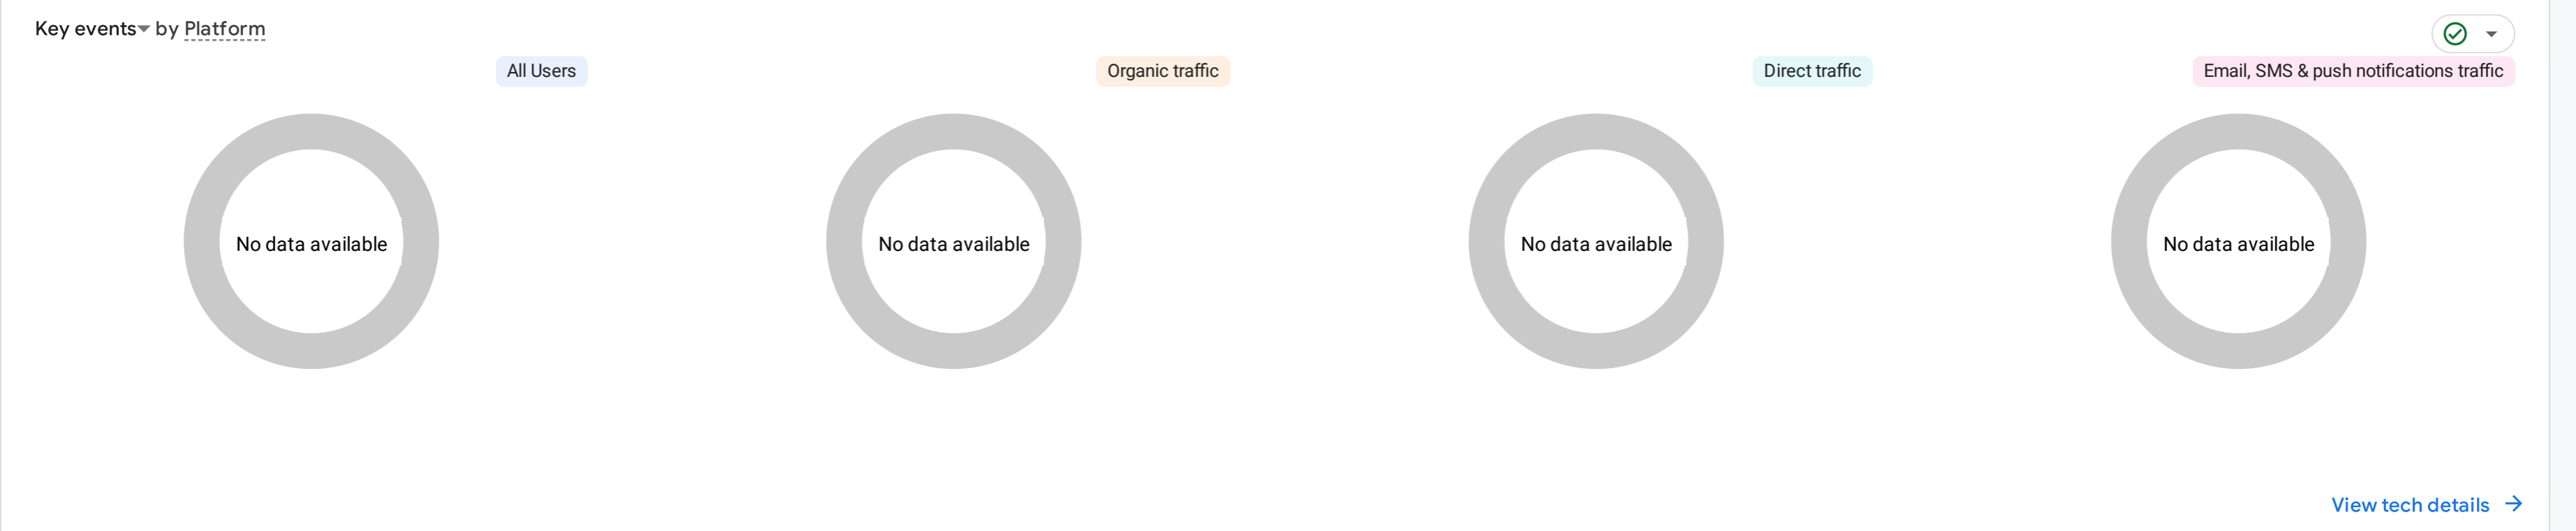 Key events by Platform
All Users
Organic traffic
Direct traffic
Email, SMS & push notifications traffic
No data available
No data available
No data available
No data available
View tech details